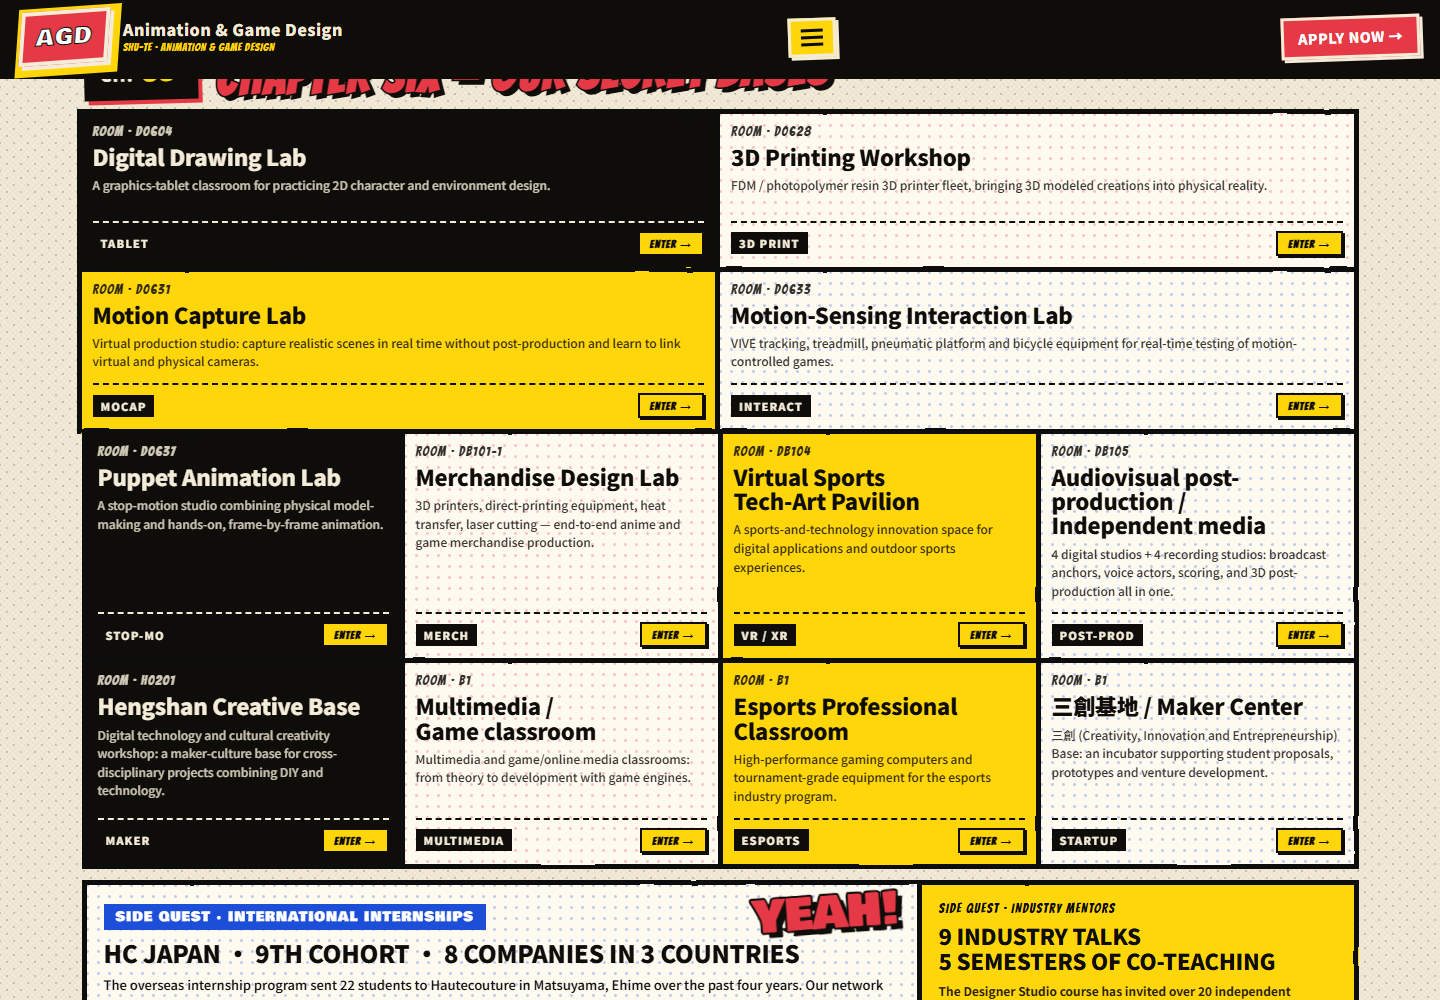 AGD
Animation & Game Design
SHU-TE · ANIMATION & GAME DESIGN
APPLY NOW →
CHAPTER SIX — OUR SECRET BASES
ROOM · D0604
Digital Drawing Lab
A graphics-tablet classroom for practicing 2D character and environment design.
TABLET
ENTER →
ROOM · D0628
3D Printing Workshop
FDM / photopolymer resin 3D printer fleet, bringing 3D modeled creations into physical reality.
3D PRINT
ENTER →
ROOM · D0631
Motion Capture Lab
Virtual production studio: capture realistic scenes in real time without post-production and learn to link
virtual and physical cameras.
MOCAP
ENTER →
ROOM · D0633
Motion-Sensing Interaction Lab
VIVE tracking, treadmill, pneumatic platform and bicycle equipment for real-time testing of motion-
controlled games.
INTERACT
ENTER →
ROOM · D0637
Puppet Animation Lab
A stop-motion studio combining physical model-
making and hands-on, frame-by-frame animation.
STOP-MO
ENTER →
ROOM · DB101-1
Merchandise Design Lab
3D printers, direct-printing equipment, heat
transfer, laser cutting — end-to-end anime and
game merchandise production.
MERCH
ENTER →
ROOM · DB104
Virtual Sports
Tech-Art Pavilion
A sports-and-technology innovation space for
digital applications and outdoor sports
experiences.
VR / XR
ENTER →
ROOM · DB105
Audiovisual post-
production /
Independent media
4 digital studios + 4 recording studios: broadcast
anchors, voice actors, scoring, and 3D post-
production all in one.
POST-PROD
ENTER →
ROOM · H0201
Hengshan Creative Base
Digital technology and cultural creativity
workshop: a maker-culture base for cross-
disciplinary projects combining DIY and
technology.
MAKER
ENTER →
ROOM · B1
Multimedia /
Game classroom
Multimedia and game/online media classrooms:
from theory to development with game engines.
MULTIMEDIA
ENTER →
ROOM · B1
Esports Professional
Classroom
High-performance gaming computers and
tournament-grade equipment for the esports
industry program.
ESPORTS
ENTER →
ROOM · B1
三創基地 / Maker Center
三創 (Creativity, Innovation and Entrepreneurship)
Base: an incubator supporting student proposals,
prototypes and venture development.
STARTUP
ENTER →
SIDE QUEST · INTERNATIONAL INTERNSHIPS
YEAH!
HC JAPAN ・ 9TH COHORT ・ 8 COMPANIES IN 3 COUNTRIES
The overseas internship program sent 22 students to Hautecouture in Matsuyama, Ehime over the past four years. Our network
SIDE QUEST · INDUSTRY MENTORS
9 INDUSTRY TALKS
5 SEMESTERS OF CO-TEACHING
The Designer Studio course has invited over 20 independent